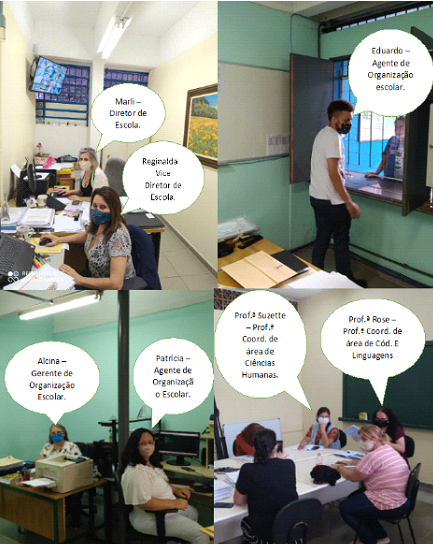 Marli –
Diretor de
Escola.
Reginalda
Vice
Diretor de
Escola.
Eduardo –
Agente de
Organização
escolar.
Alcina –
Gerente de
Organização
Escolar.
Patrícia –
Agente de
Organizaçã
o Escolar.
Prof.ª Suzette
– Prof.ª
Coord. de
área de
Ciências
Humanas.
Prof.ª Rose –
Prof.ª Coord. de
área de Cód. E
Linguagens